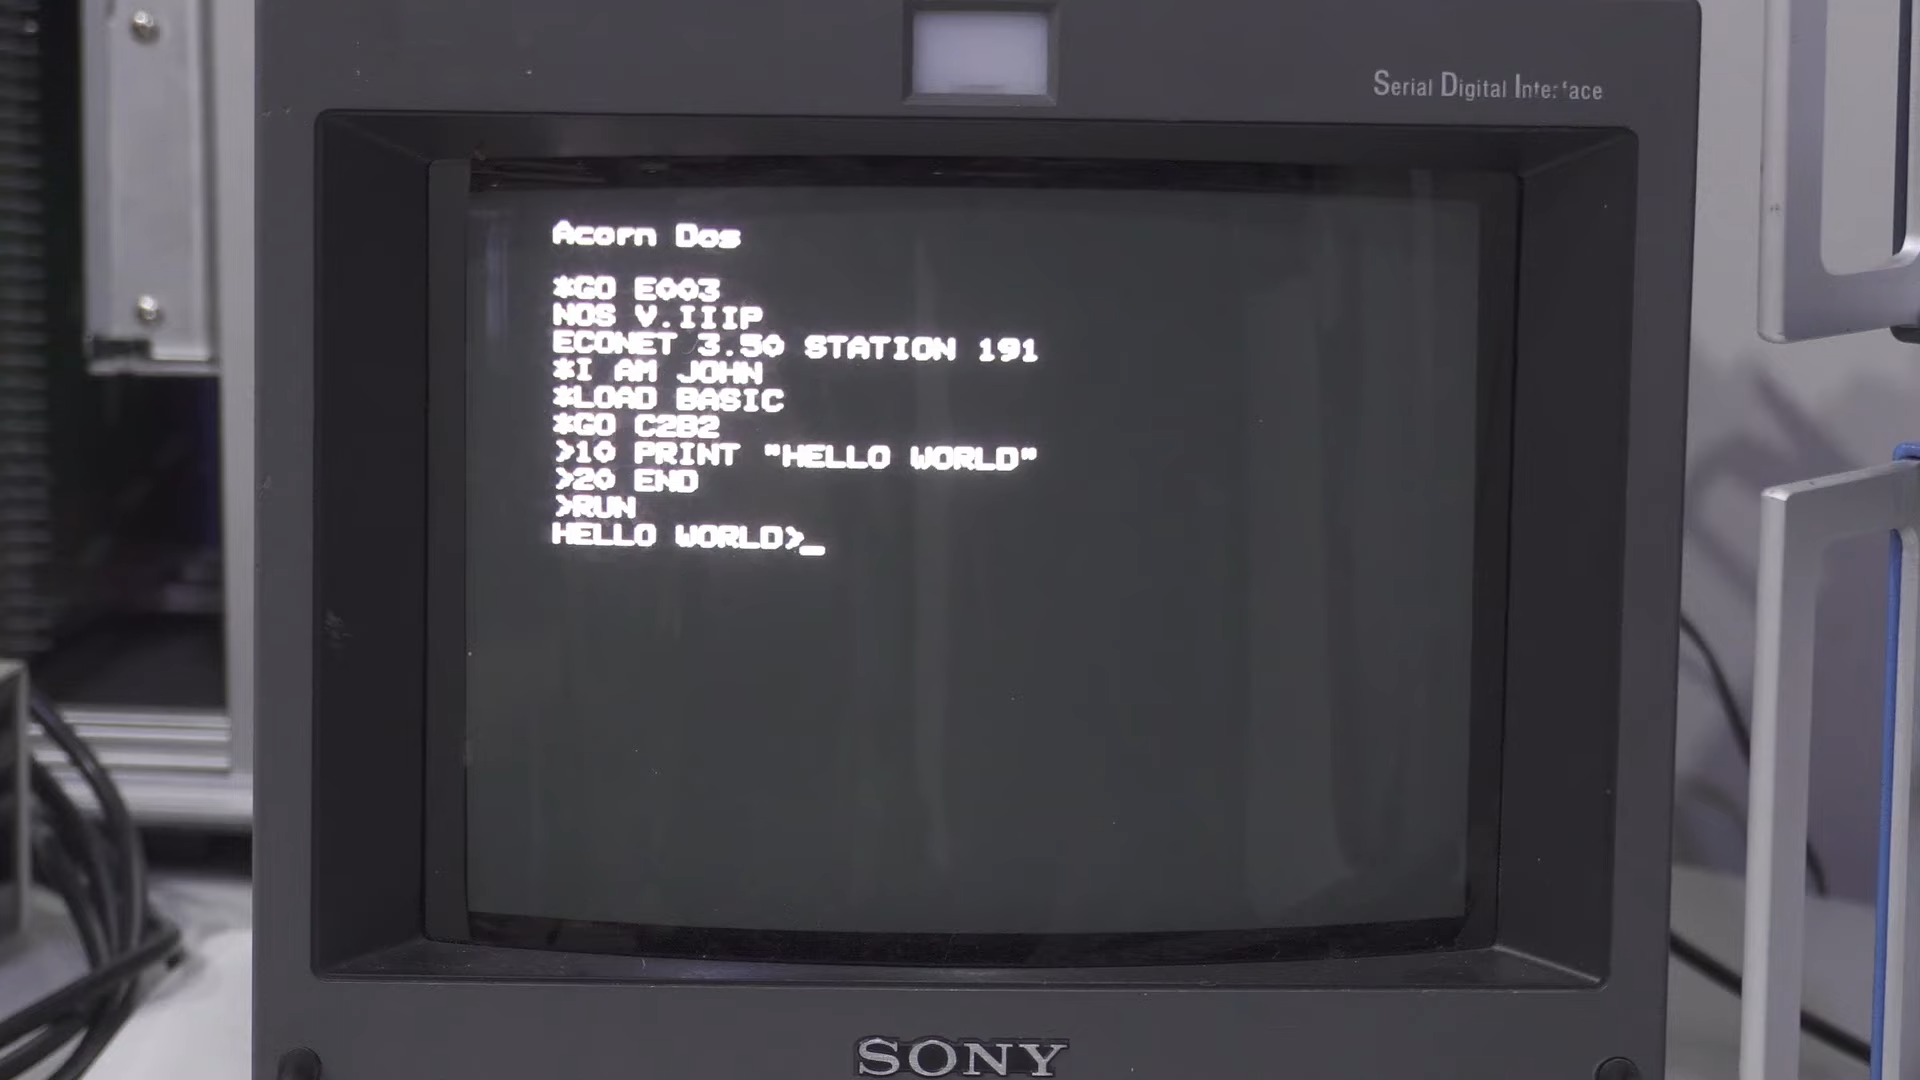 Serial Digital Interface
Acorn Dos
*GO E003
NOS V.IIIP
ECONET 3.50 STATION 191
*I AM JOHN
*LOAD BASIC
*GO C2B2
>10 PRINT "HELLO WORLD"
>20 END
>RUN
HELLO WORLD>_
SONY